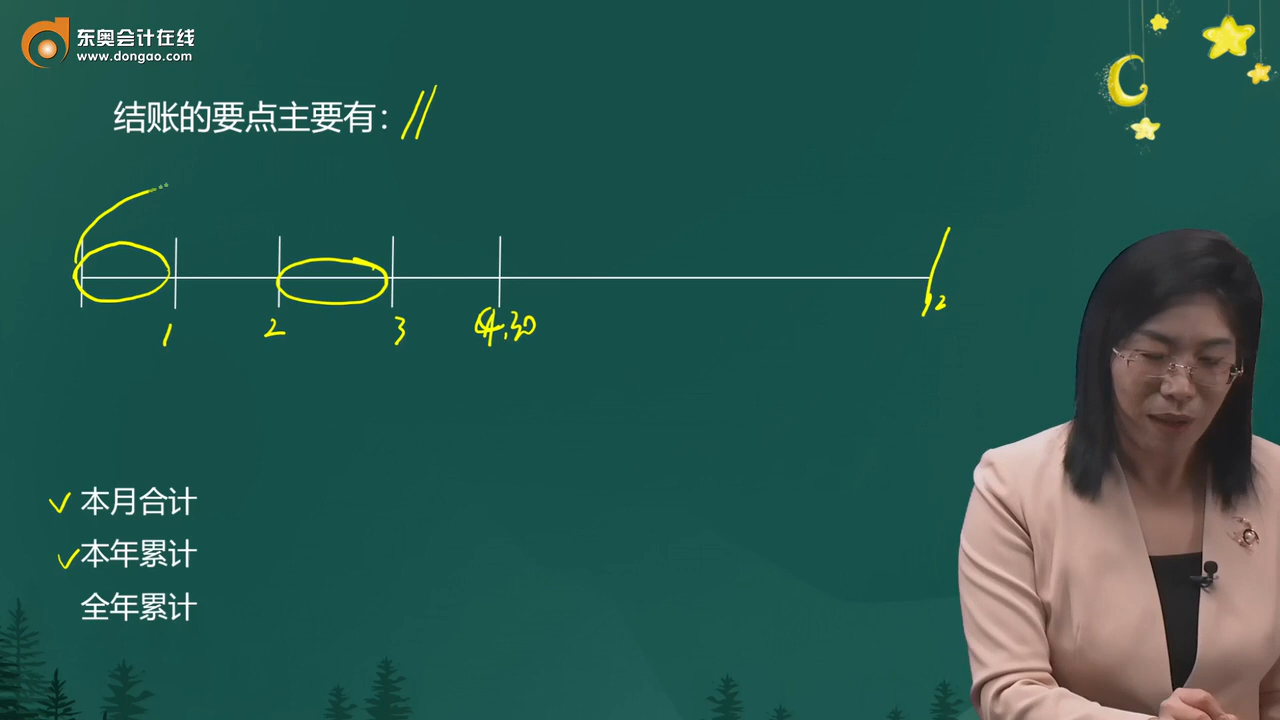 东奥会计在线
www.dongao.com
结账的要点主要有：
1 2 3 4.30 12
本月合计
本年累计
全年累计